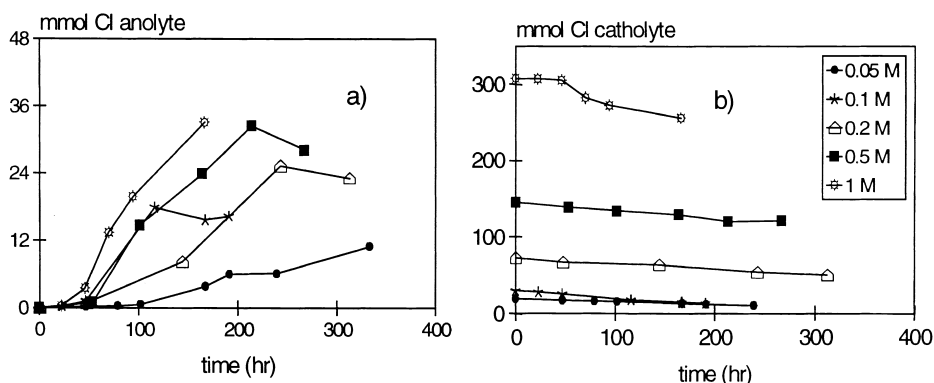 mmol Cl anolyte
48
36
24
12
0
0 100 200 300 400
time (hr)
a)
mmol Cl catholyte
300
200
100
0
0 100 200 300 400
time (hr)
b)
0.05 M
0.1 M
0.2 M
0.5 M
1 M